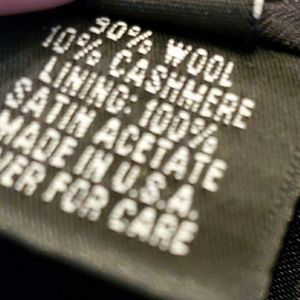 90% WOOL
10% CASHMERE
LINING: 100%
SATIN ACETATE
MADE IN U.S.A.
VER FOR CARE